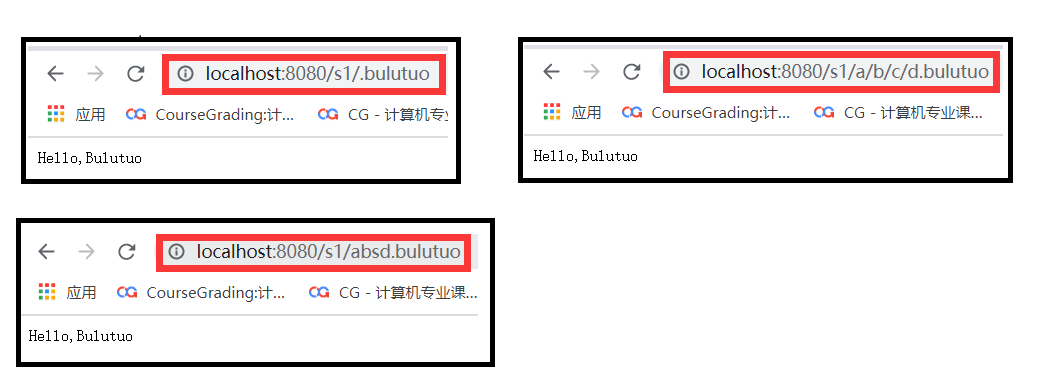 localhost:8080/s1/.bulutuo
应用 CourseGrading:计... CG - 计算机专业
Hello,Bulutuo
localhost:8080/s1/a/b/c/d.bulutuo
应用 CourseGrading:计... CG - 计算机专业课...
Hello,Bulutuo
localhost:8080/s1/absd.bulutuo
应用 CourseGrading:计... CG - 计算机专业课...
Hello,Bulutuo